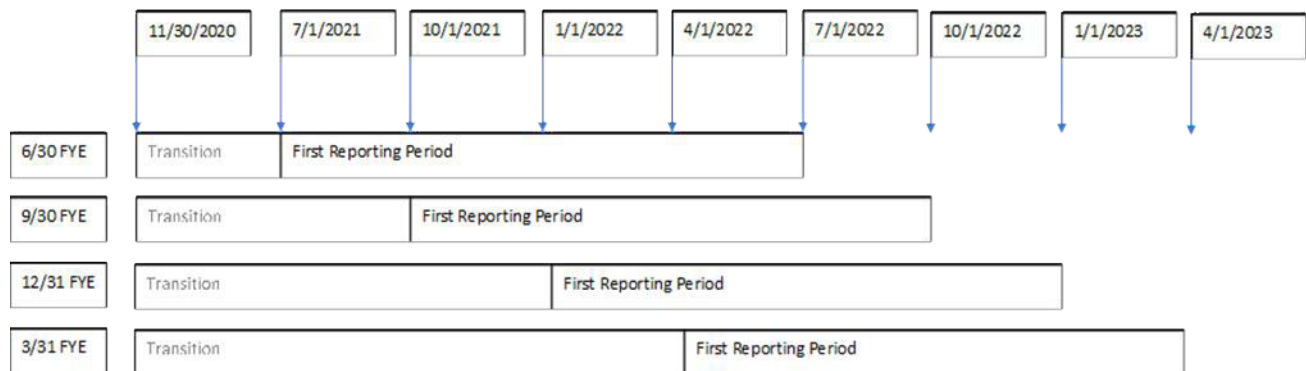 11/30/2020 7/1/2021 10/1/2021 1/1/2022 4/1/2022 7/1/2022 10/1/2022 1/1/2023 4/1/2023
6/30 FYE Transition First Reporting Period
9/30 FYE Transition First Reporting Period
12/31 FYE Transition First Reporting Period
3/31 FYE Transition First Reporting Period